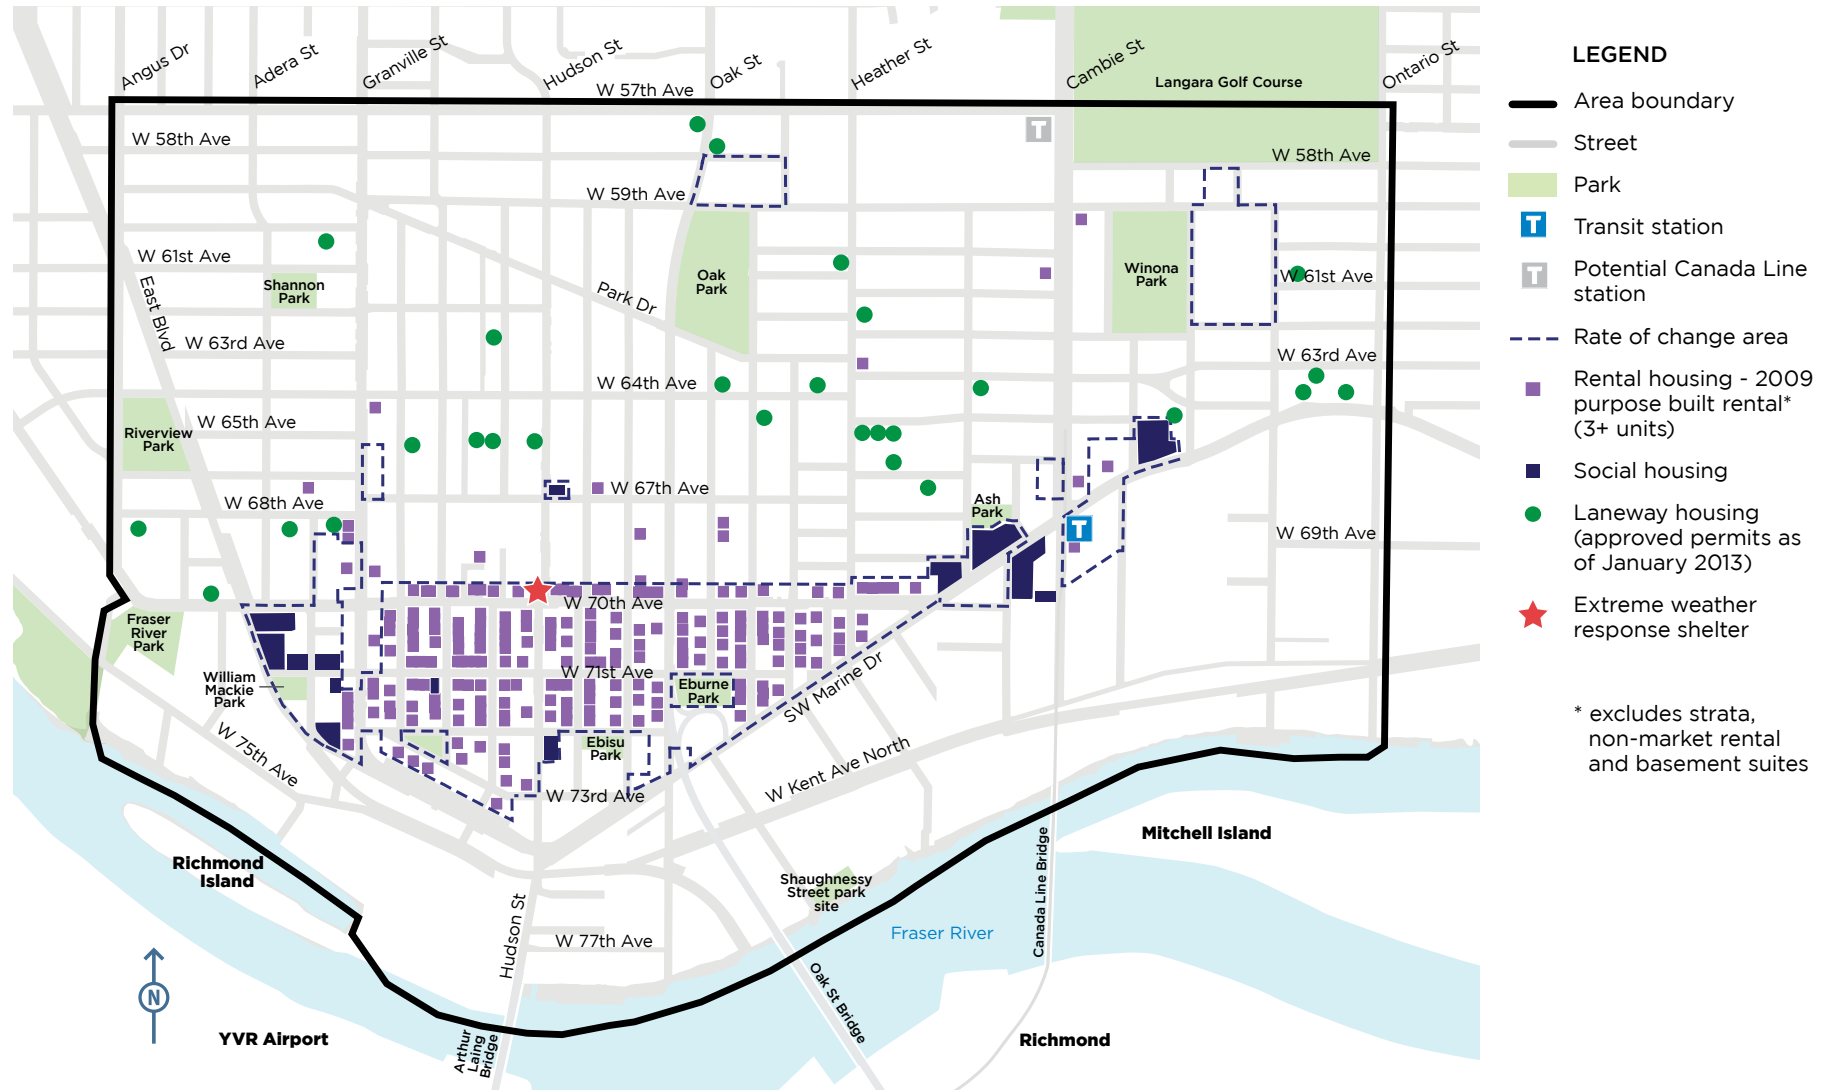 Angus Dr
Adera St
Granville St
Hudson St
Oak St
Heather St
Cambie St
Ontario St
W 57th Ave
Langara Golf Course
T
W 58th Ave
W 58th Ave
W 59th Ave
W 61st Ave
W 61st Ave
East Blvd
Shannon
Park
Park Dr
Oak
Park
Winona
Park
W 63rd Ave
W 63rd Ave
W 64th Ave
W 65th Ave
Riverview
Park
W 67th Ave
W 68th Ave
Ash
Park
T
W 69th Ave
W 70th Ave
Fraser
River
Park
W 71st Ave
William
Mackie
Park
Eburne
Park
SW Marine Dr
W 75th Ave
Ebisu
Park
W 73rd Ave
W Kent Ave North
Richmond
Island
Mitchell Island
Shaughnessy
Street park
site
Canada Line Bridge
Fraser River
Hudson St
W 77th Ave
Oak St Bridge
N
YVR Airport
Arthur
Laing
Bridge
Richmond
LEGEND
Area boundary
Street
Park
T
Transit station
T
Potential Canada Line
station
Rate of change area
Rental housing - 2009
purpose built rental*
(3+ units)
Social housing
Laneway housing
(approved permits as
of January 2013)
Extreme weather
response shelter
* excludes strata,
non-market rental
and basement suites